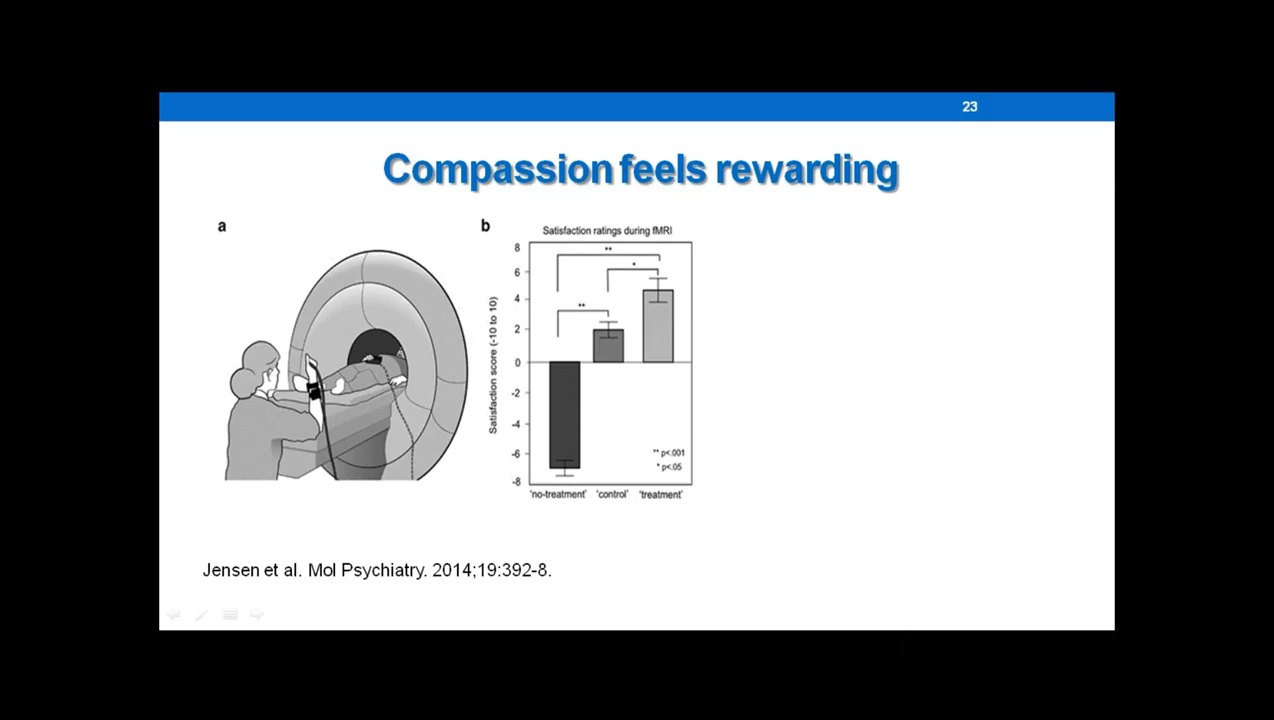 23
Compassion feels rewarding
a
b
Satisfaction ratings during fMRI
Satisfaction score (-10 to 10)
8
6
4
2
0
-2
-4
-6
-8
**
*
**
** p<.001
* p<.05
'no-treatment' 'control' 'treatment'
Jensen et al. Mol Psychiatry. 2014;19:392-8.